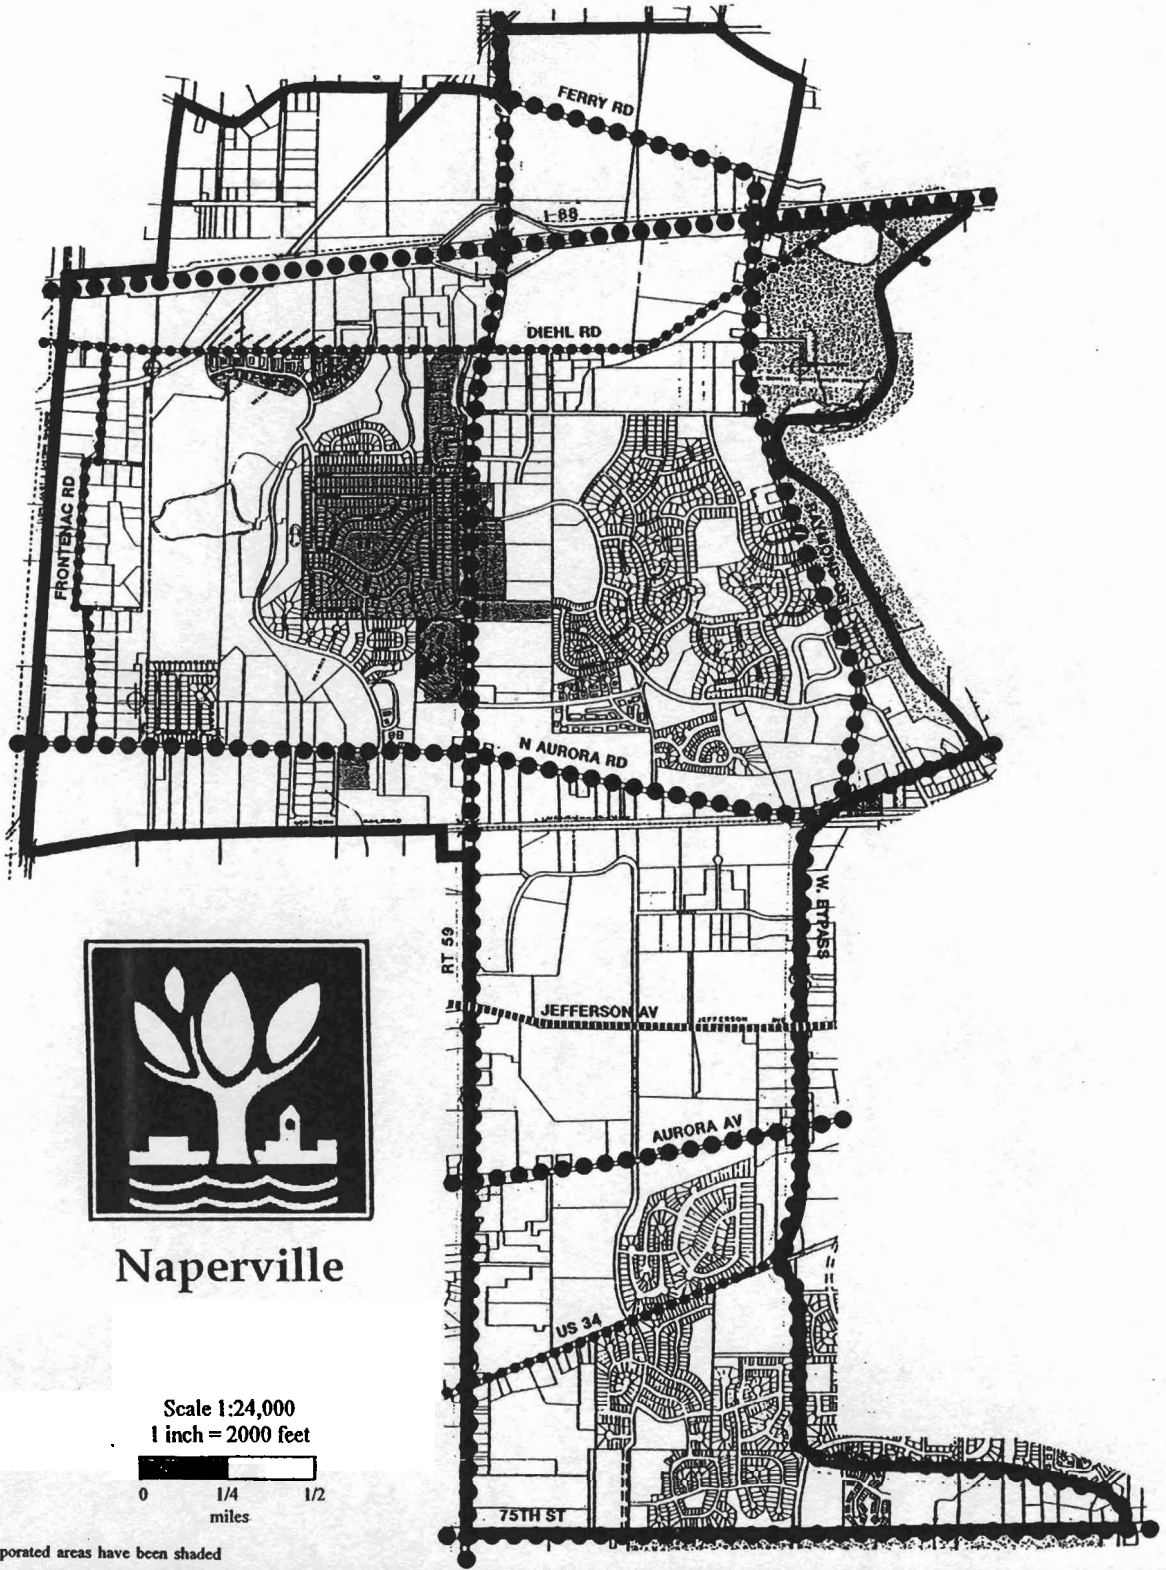 FERRY RD
I-88
DIEHL RD
FRONTENAC RD
N AURORA RD
RT 59
W. BYPASS
JEFFERSON AV
JEFFERSON AVE
AURORA AV
Naperville
US 34
Scale 1:24,000
1 inch = 2000 feet
0 1/4 1/2
miles
75TH ST
porated areas have been shaded